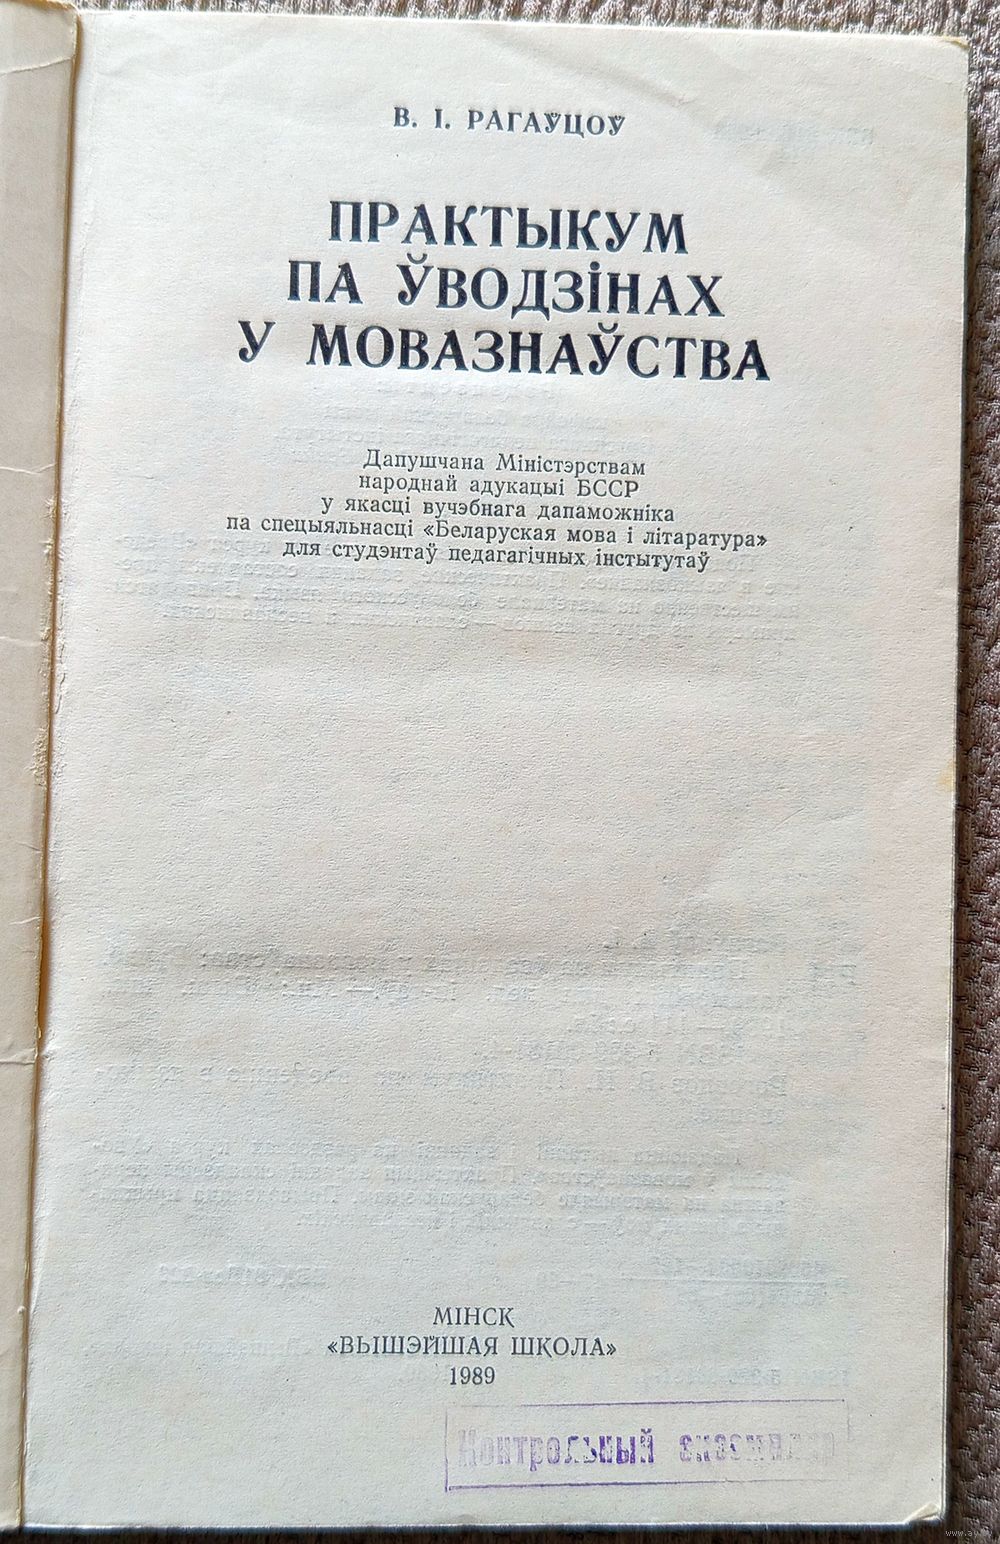 В. І. РАГАЎЦОЎ
ПРАКТЫКУМ
ПА ЎВОДЗІНАХ
У МОВАЗНАЎСТВА
Дапушчана Міністэрствам
народнай адукацыі БССР
у якасці вучэбнага дапаможніка
па спецыяльнасці «Беларуская мова і літаратура»
для студэнтаў педагагічных інстытутаў
МІНСК
«ВЫШЭЙШАЯ ШКОЛА»
1989
Контрольный экземпляр